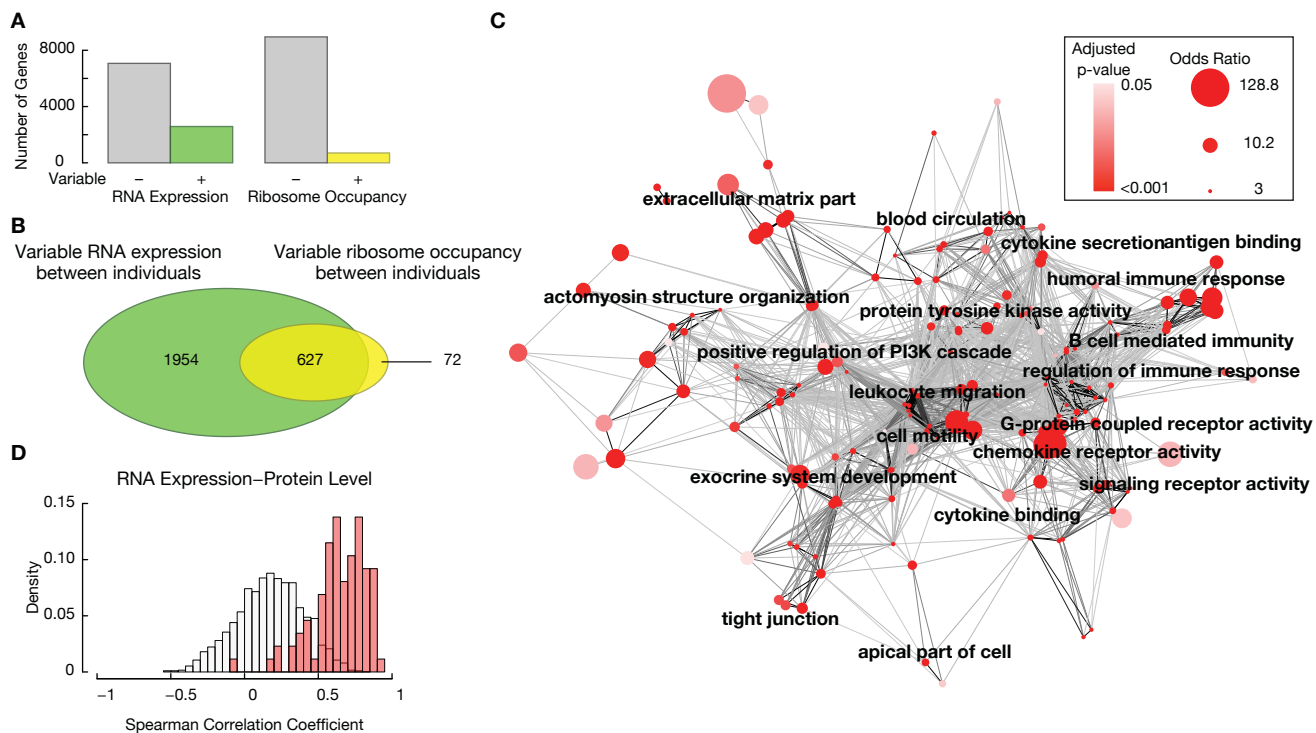 A
Number of Genes
8000
4000
0
Variable
− + − +
RNA Expression Ribosome Occupancy
B
Variable RNA expression
between individuals
Variable ribosome occupancy
between individuals
1954
627
72
D
RNA Expression−Protein Level
Density
0.15
0.10
0.05
0
−1 −0.5 0 0.5 1
Spearman Correlation Coefficient
C
Adjusted
p-value
0.05
<0.001
Odds Ratio
128.8
10.2
3
extracellular matrix part
blood circulation
cytokine secretion
antigen binding
humoral immune response
actomyosin structure organization
protein tyrosine kinase activity
B cell mediated immunity
positive regulation of PI3K cascade
regulation of immune response
leukocyte migration
G-protein coupled receptor activity
cell motility
chemokine receptor activity
exocrine system development
signaling receptor activity
cytokine binding
tight junction
apical part of cell